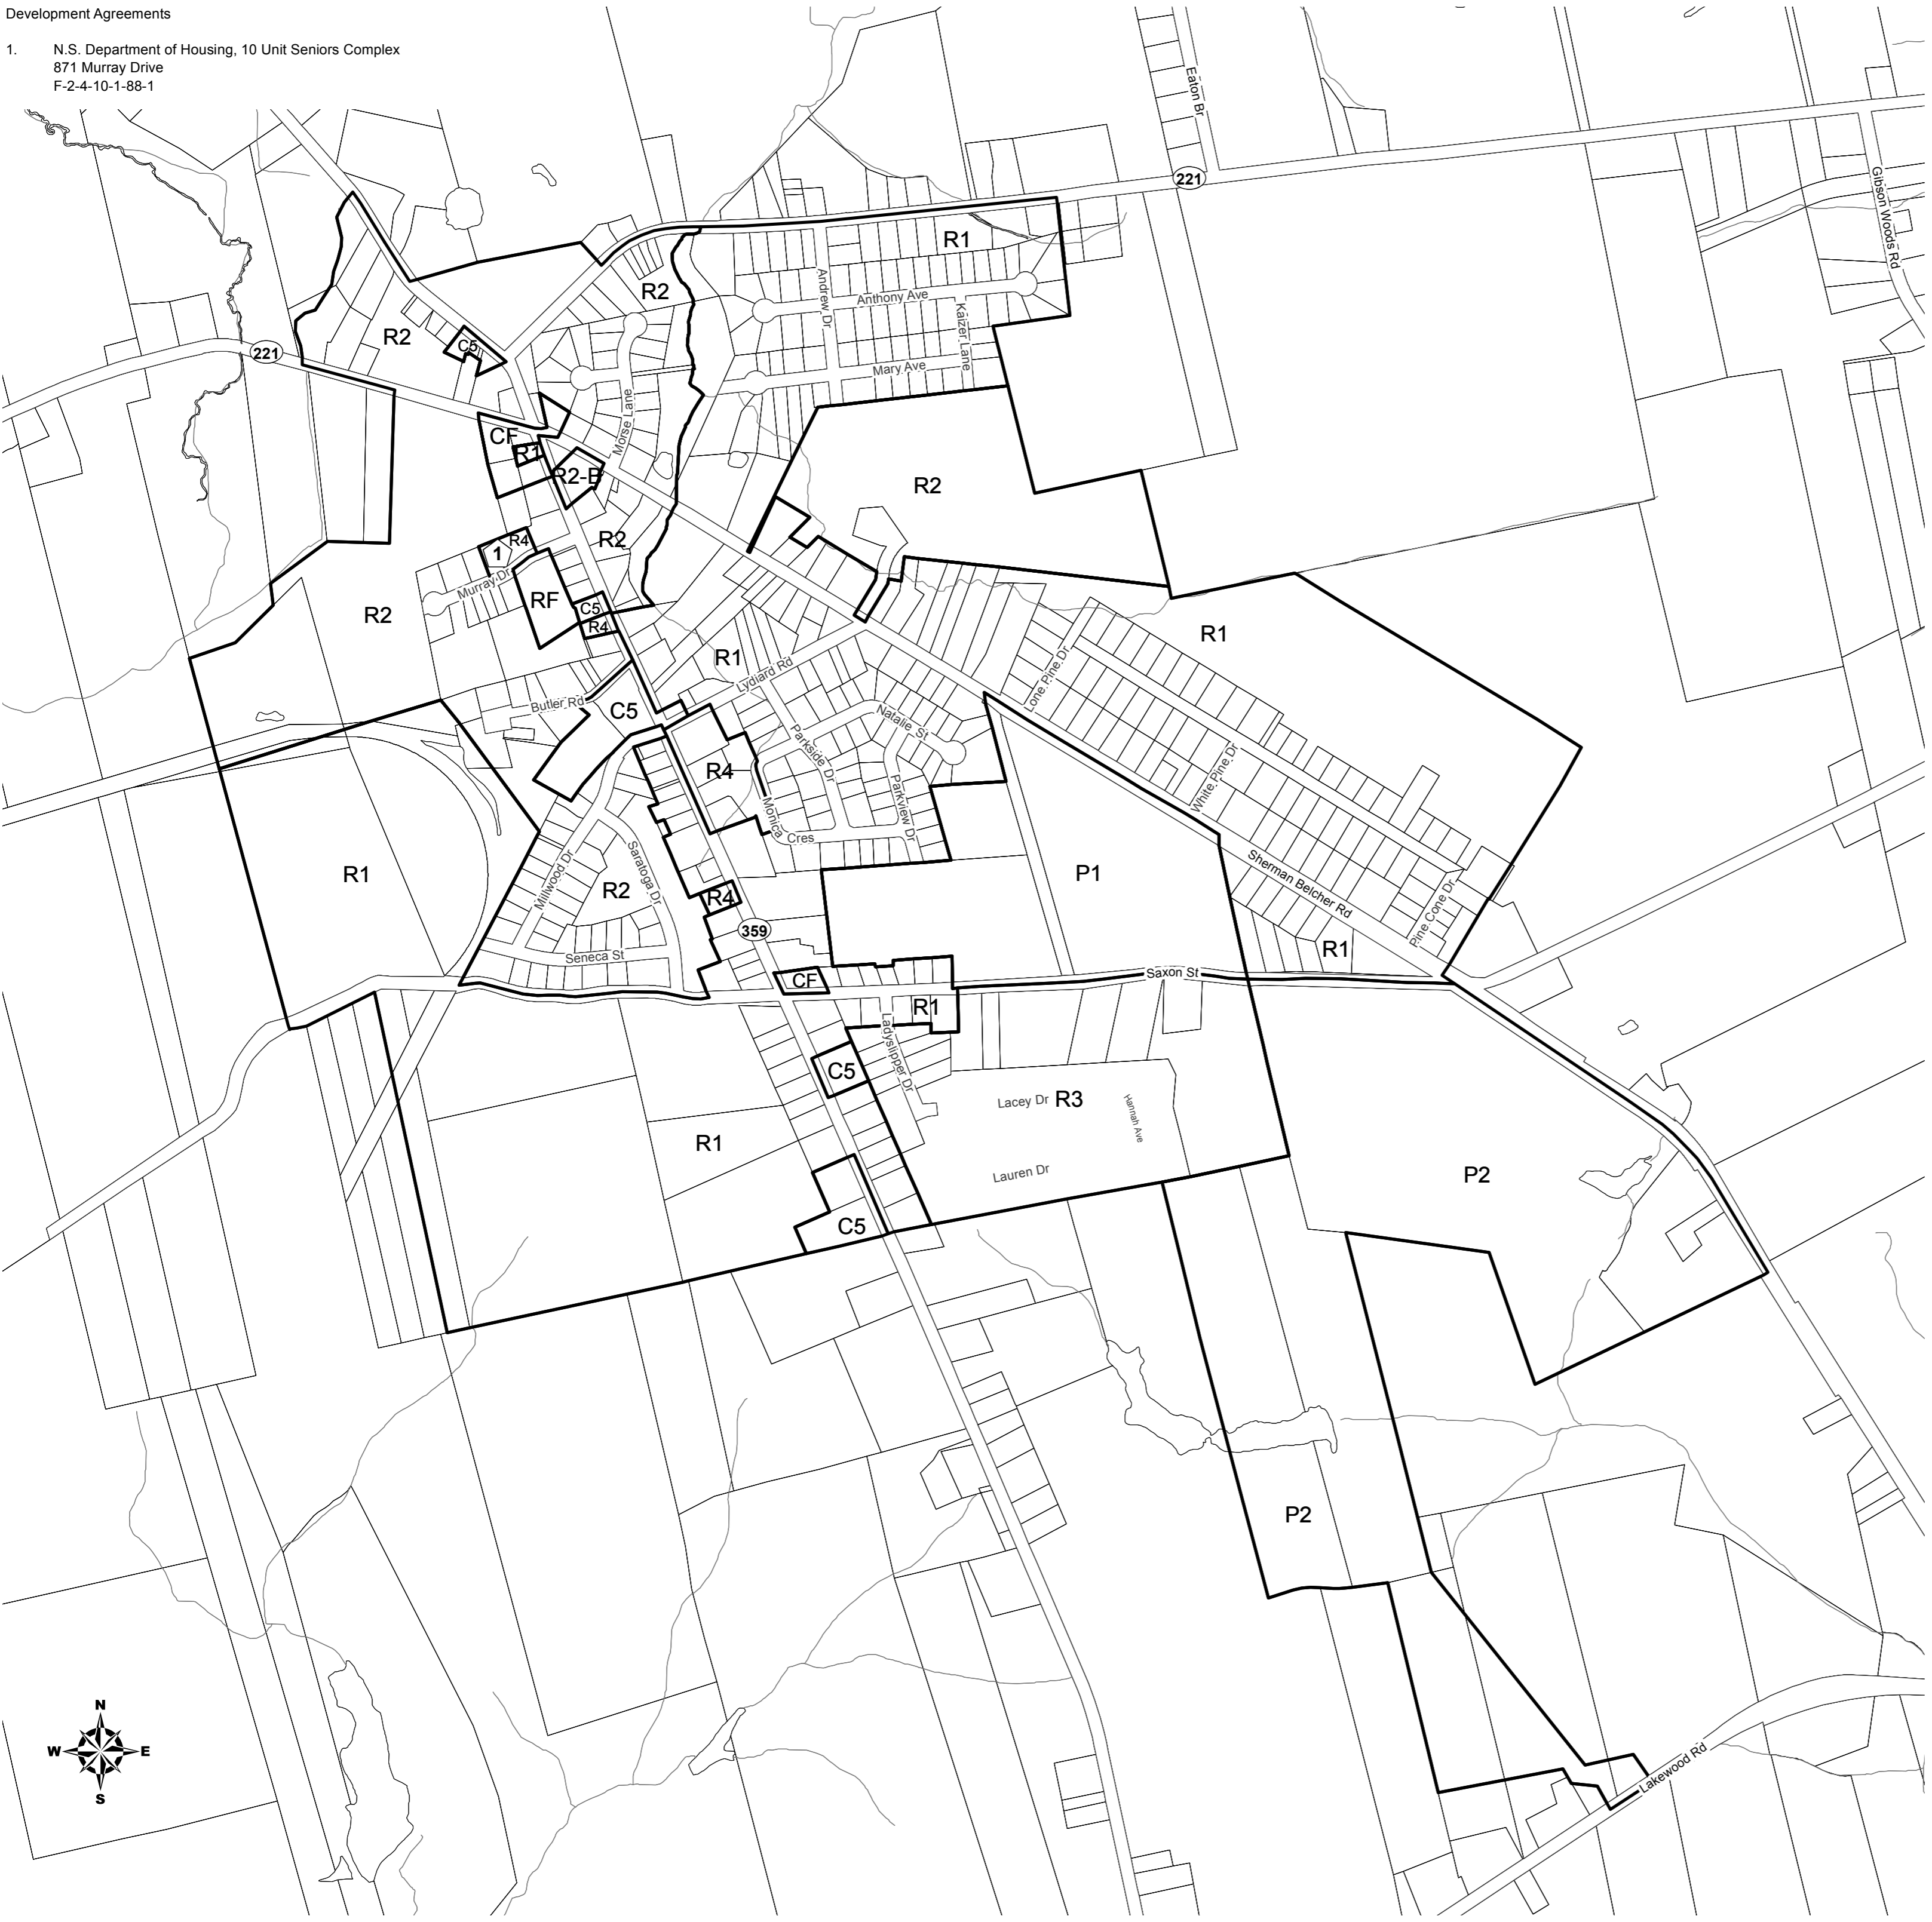 Development Agreements
1. N.S. Department of Housing, 10 Unit Seniors Complex
871 Murray Drive
F-2-4-10-1-88-1
Eaton Br
221
Gibson Woods Rd
R1
Andrew Dr
Anthony Ave
Kaizer Lane
R2
R2
C5
221
Mary Ave
Morse Lane
CF
R1
R2-B
R2
R4
1
R2
Murray Dr
RF
C5
R4
R2
R1
R1
Lydiard Rd
Lone Pine Dr
Butler Rd
C5
Natalie St
Parkside Dr
R4
White Pine Dr
Parkview Dr
Monica
Cres
R1
Millwood Dr
Saratoga Dr
R2
R4
P1
Sherman Belcher Rd
Pine Cone Dr
359
R1
Seneca St
CF
Saxon St
R1
Ladyslipper Dr
C5
Lacey Dr
R3
Hannah Ave
R1
Lauren Dr
P2
C5
P2
N
W
E
S
Lakewood Rd